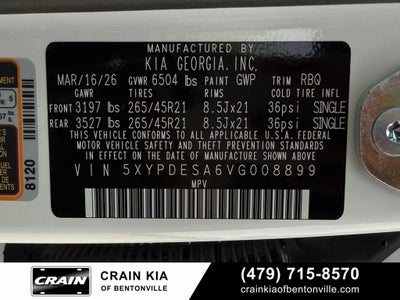 MANUFACTURED BY
KIA GEORGIA, INC.
MAR/16/26 GVWR 6504 lbs PAINT GWP TRIM RBQ
GAWR TIRES RIMS COLD TIRE INFL
FRONT 3197 lbs 265/45R21 8.5Jx21 36psi SINGLE
REAR 3527 lbs 265/45R21 8.5Jx21 36psi SINGLE
THIS VEHICLE CONFORMS TO ALL APPLICABLE U.S.A. FEDERAL
MOTOR VEHICLE SAFETY BUMPER AND THEFT PREVENTION
STANDARDS IN EFFECT ON THE DATE OF MANUFACTURE SHOWN ABOVE
VIN 5XYPDESA6VG008899
MPV
8120
CRAIN
CRAIN KIA
OF BENTONVILLE
(479) 715-8570
crainkiaofbentonville.com